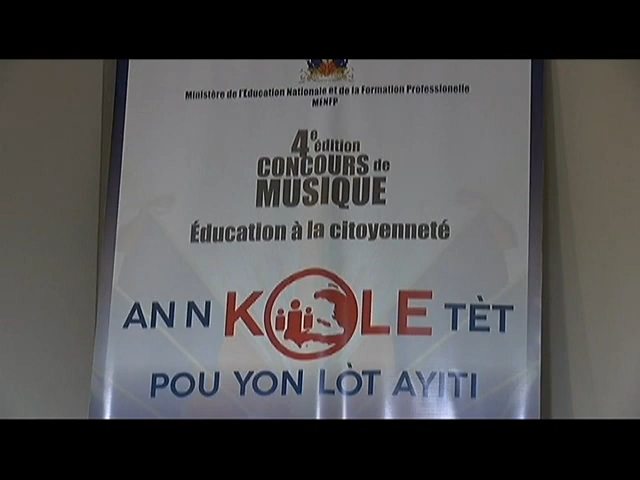 Ministère de l'Education Nationale et de la Formation Professionelle
MENFP
4e édition
CONCOURS de
MUSIQUE
Éducation à la citoyenneté
ANN KOLE TÈT
POU YON LÒT AYITI